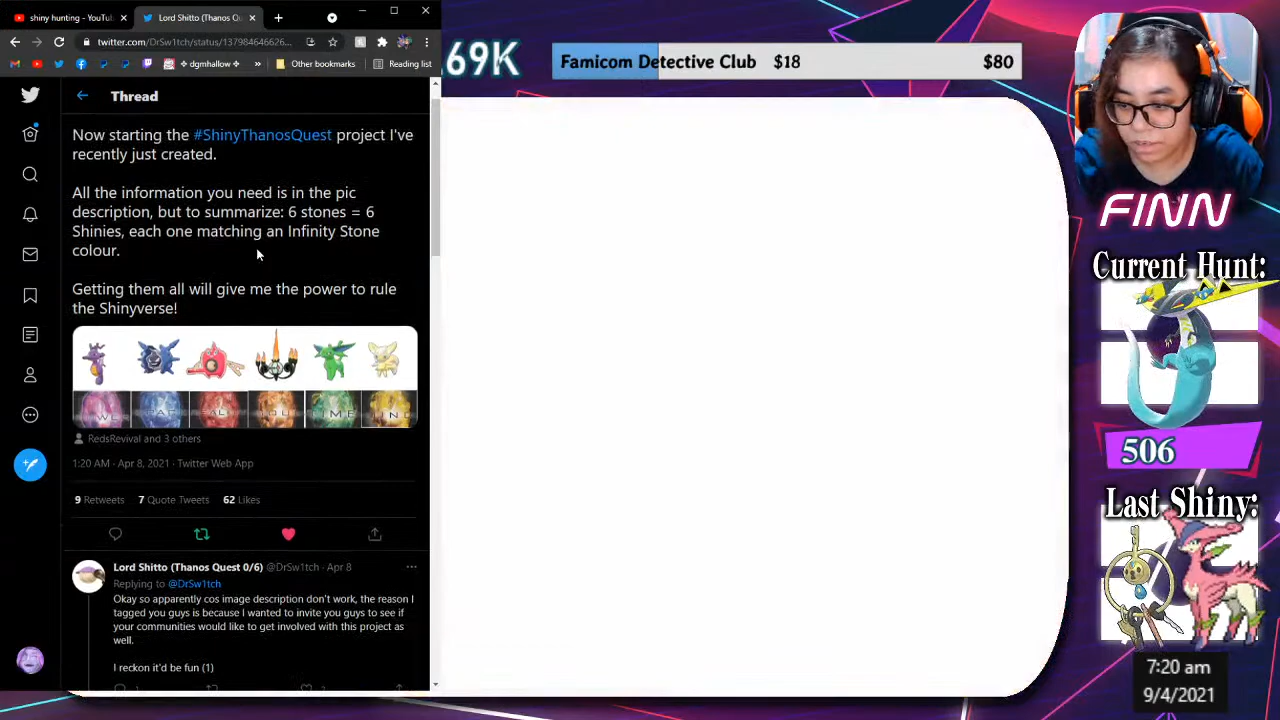 shiny hunting - YouTu
Lord Shitto (Thanos Qu
twitter.com/DrSw1tch/status/137984646626...
✧ dgmhallow ✧
»
Other bookmarks
Reading list
Thread
Now starting the #ShinyThanosQuest project I've
recently just created.
All the information you need is in the pic
description, but to summarize: 6 stones = 6
Shinies, each one matching an Infinity Stone
colour.
Getting them all will give me the power to rule
the Shinyverse!
RedsRevival and 3 others
1:20 AM · Apr 8, 2021 · Twitter Web App
9 Retweets 7 Quote Tweets 62 Likes
Lord Shitto (Thanos Quest 0/6) @DrSw1tch · Apr 8
Replying to @DrSw1tch
Okay so apparently cos image description don't work, the reason I
tagged you guys is because I wanted to invite you guys to see if
your communities would like to get involved with this project as
well.
I reckon it'd be fun (1)
69K
Famicom Detective Club $18 $80
FINN
Current Hunt:
506
Last Shiny:
7:20 am
9/4/2021